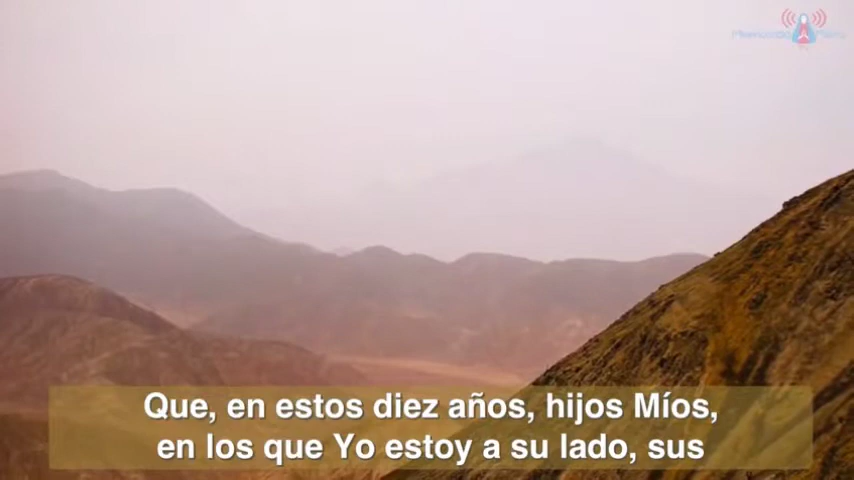 Que, en estos diez años, hijos Míos,
en los que Yo estoy a su lado, sus